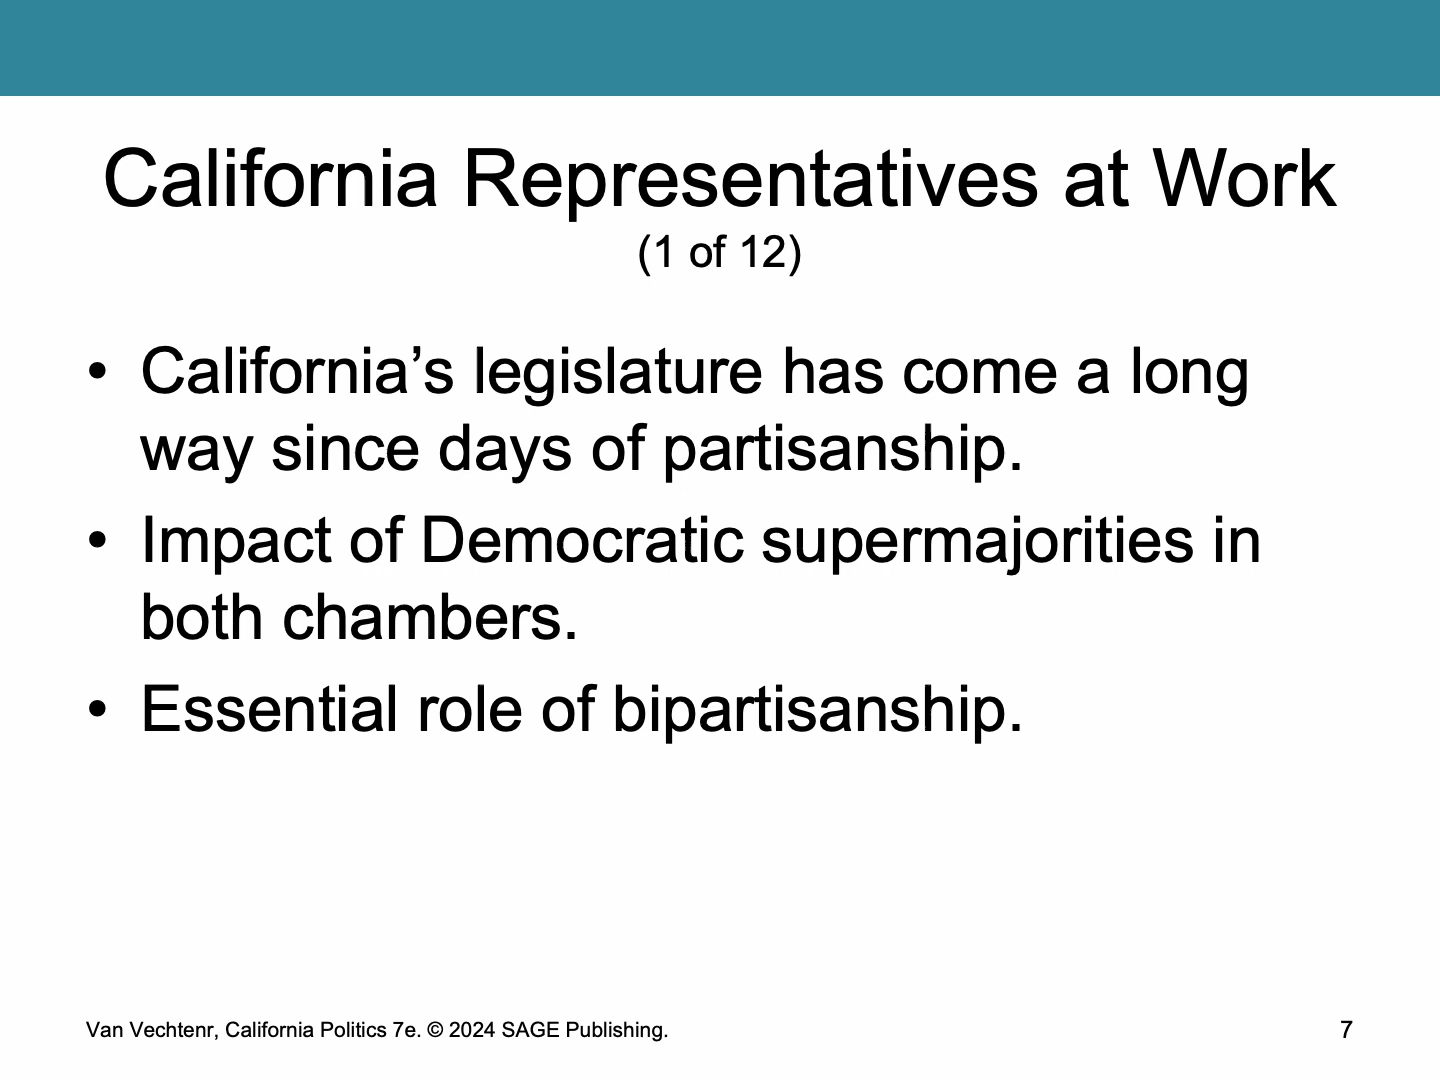 California Representatives at Work
(1 of 12)
• California’s legislature has come a long
way since days of partisanship.
• Impact of Democratic supermajorities in
both chambers.
• Essential role of bipartisanship.
Van Vechtenr, California Politics 7e. © 2024 SAGE Publishing.
7